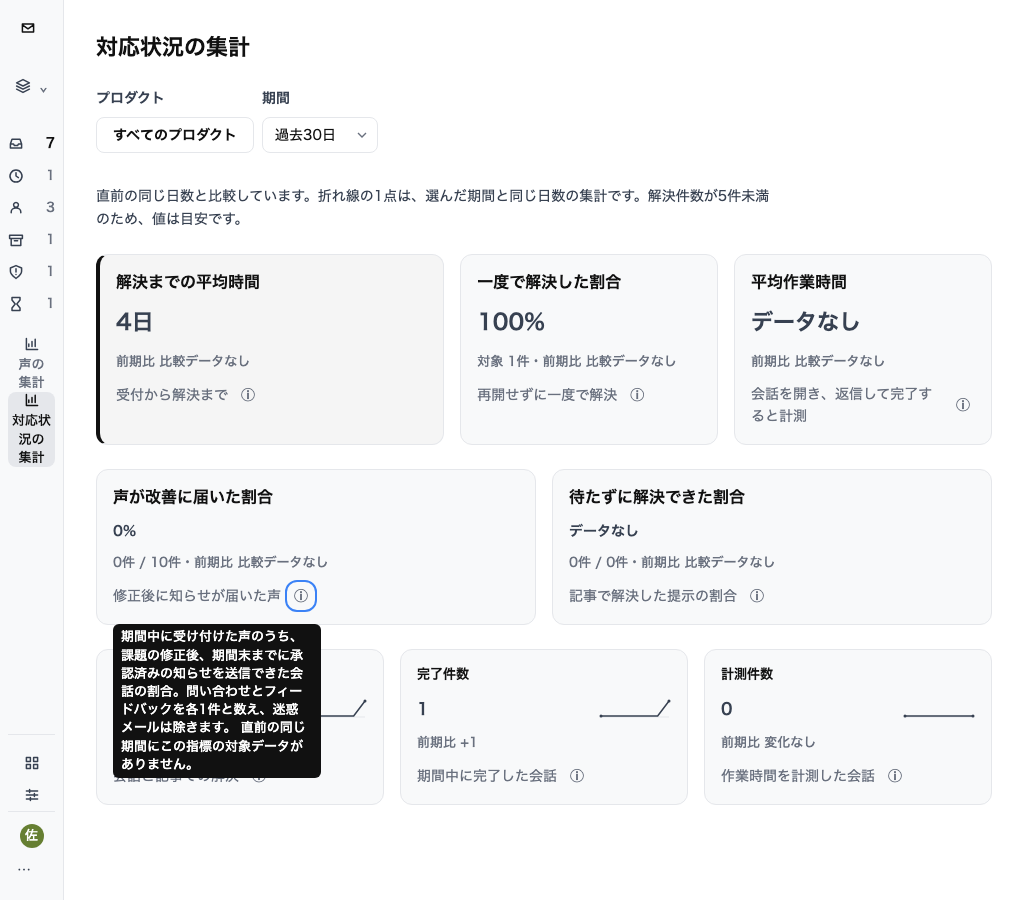 対応状況の集計
プロダクト
期間
すべてのプロダクト
過去30日
7
1
3
1
1
1
声の
集計
対応状
況の
集計
佐
…
直前の同じ日数と比較しています。折れ線の1点は、選んだ期間と同じ日数の集計です。解決件数が5件未満
のため、値は目安です。
解決までの平均時間
4日
前期比 比較データなし
受付から解決まで
一度で解決した割合
100%
対象 1件・前期比 比較データなし
再開せずに一度で解決
平均作業時間
データなし
前期比 比較データなし
会話を開き、返信して完了す
ると計測
声が改善に届いた割合
0%
0件 / 10件・前期比 比較データなし
修正後に知らせが届いた声
待たずに解決できた割合
データなし
0件 / 0件・前期比 比較データなし
記事で解決した提示の割合
期間中に受け付けた声のうち、
課題の修正後、期間末までに承
認済みの知らせを送信できた会
話の割合。問い合わせとフィー
ドバックを各1件と数え、迷惑
メールは除きます。 直前の同じ
期間にこの指標の対象データが
ありません。
完了件数
1
前期比 +1
期間中に完了した会話
計測件数
0
前期比 変化なし
作業時間を計測した会話